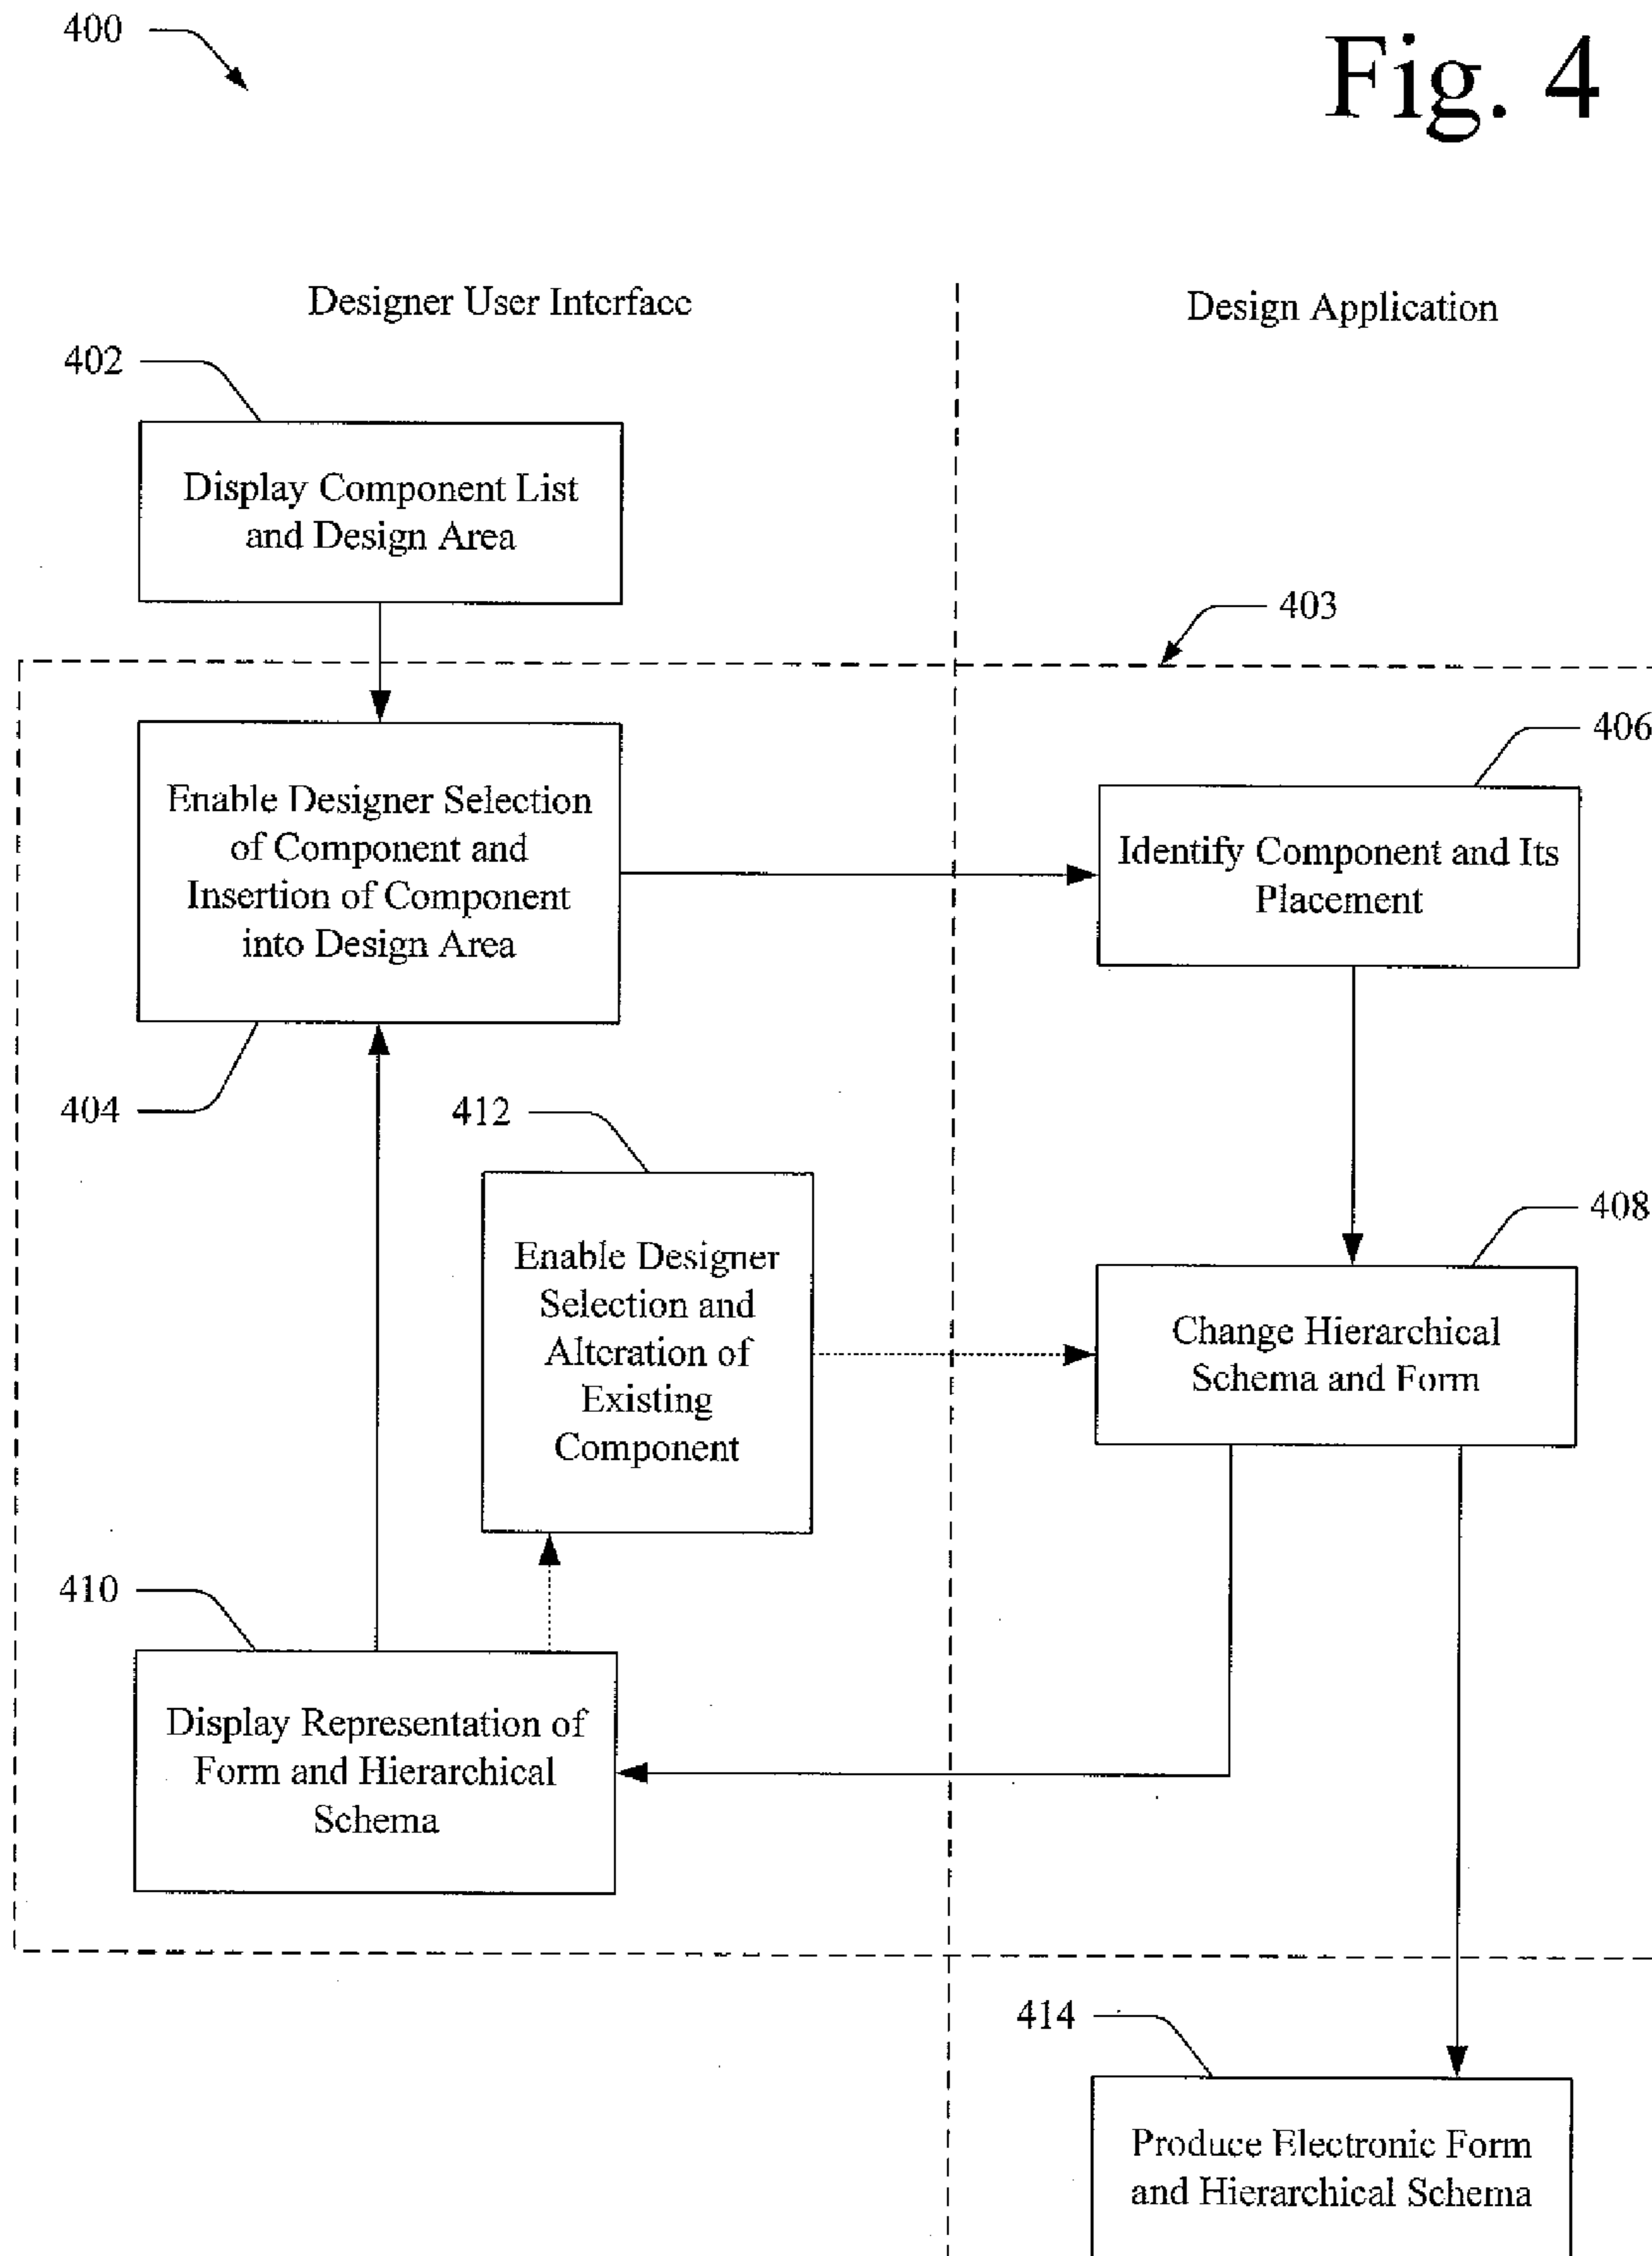 400
Fig. 4
Designer User Interface
Design Application
402
Display Component List
and Design Area
403
406
Enable Designer Selection
of Component and
Insertion of Component
into Design Area
Identify Component and Its
Placement
404
412
408
Enable Designer
Selection and
Alteration of
Existing
Component
Change Hierarchical
Schema and Form
410
Display Representation of
Form and Hierarchical
Schema
414
Produce Electronic Form
and Hierarchical Schema